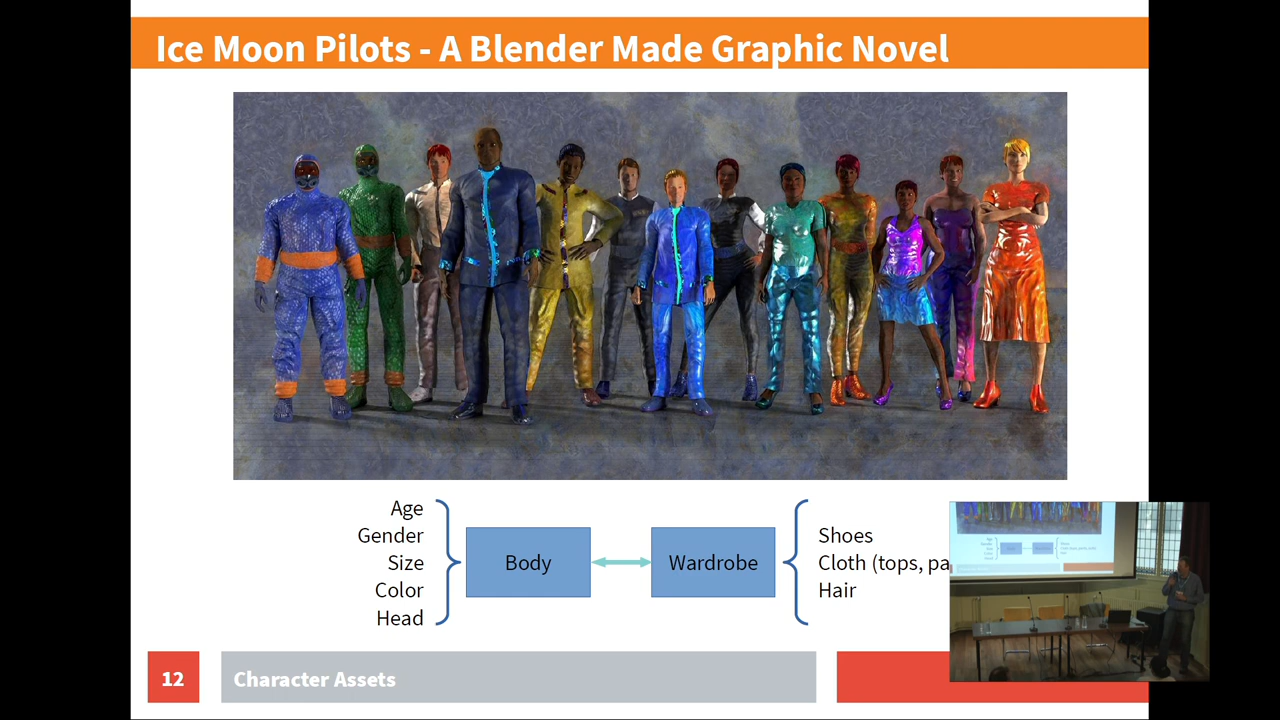 Ice Moon Pilots - A Blender Made Graphic Novel
Age
Gender
Size
Color
Head
Body
Wardrobe
Shoes
Cloth (tops, pa
Hair
12
Character Assets